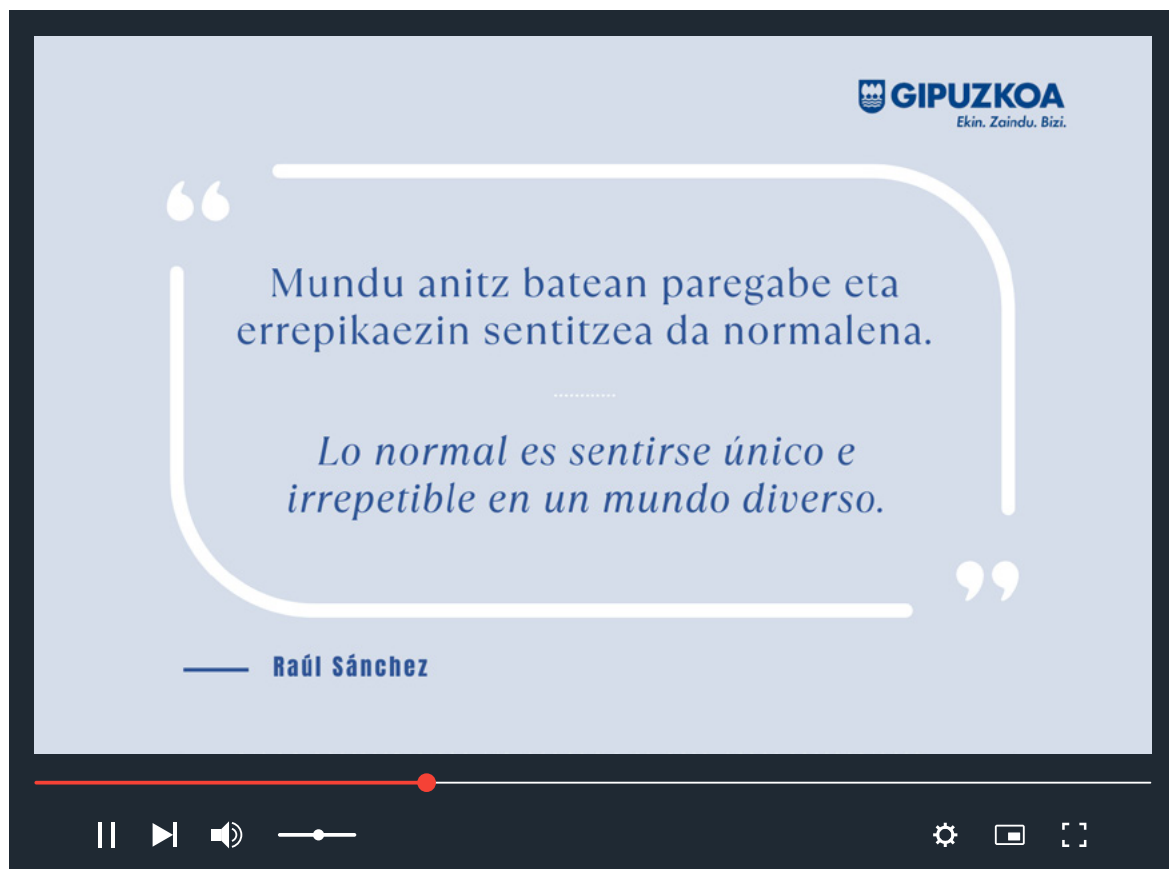 GIPUZKOA
Ekin. Zaindu. Bizi.
“
Mundu anitz batean paregabe eta
errepikaezin sentitzea da normalena.
Lo normal es sentirse único e
irrepetible en un mundo diverso.
”
Raúl Sánchez